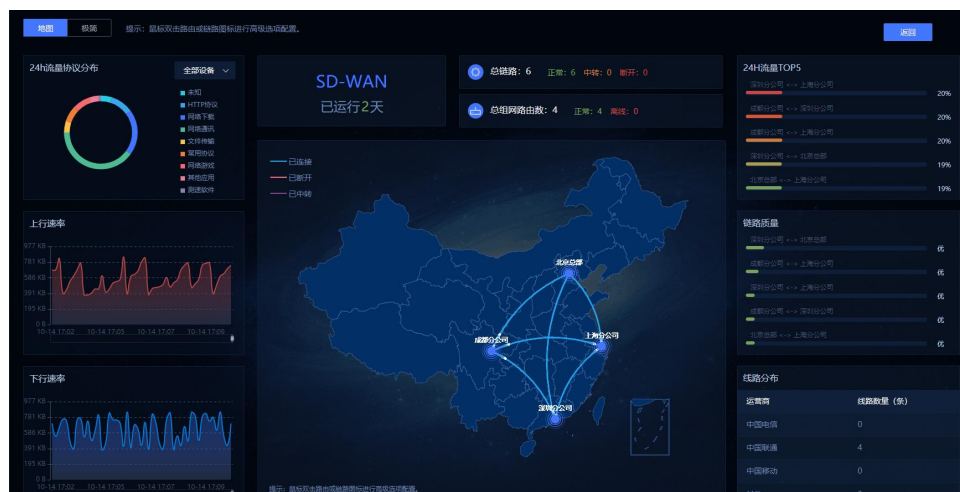 地图
极简
提示：鼠标双击路由或链路图标进行高级选项配置。
返回
24h流量协议分布
全部设备
未知
HTTP协议
网络下载
网络通讯
文件传输
常用协议
网络游戏
其他应用
测速软件
SD-WAN
已运行2天
总链路：6 正常：6 中转：0 断开：0
总组网路由数：4 正常：4 离线：0
24H流量TOP5
深圳分公司 <-> 上海分公司
20%
成都分公司 <-> 深圳分公司
20%
成都分公司 <-> 上海分公司
20%
深圳分公司 <-> 北京总部
19%
北京总部 <-> 上海分公司
19%
上行速率
977 KB
781 KB
586 KB
391 KB
195 KB
0 B
10-14 17:02
10-14 17:05
10-14 17:07
10-14 17:09
已连接
已断开
已中转
北京总部
上海分公司
成都分公司
深圳分公司
提示：鼠标双击路由或链路图标进行高级选项配置。
链路质量
深圳分公司 <-> 北京总部
优
成都分公司 <-> 上海分公司
优
深圳分公司 <-> 上海分公司
优
成都分公司 <-> 深圳分公司
优
北京总部 <-> 上海分公司
优
下行速率
977 KB
781 KB
586 KB
391 KB
195 KB
0 B
10-14 17:02
10-14 17:05
10-14 17:07
10-14 17:09
线路分布
运营商 线路数量（条）
中国电信 0
中国联通 4
中国移动 0